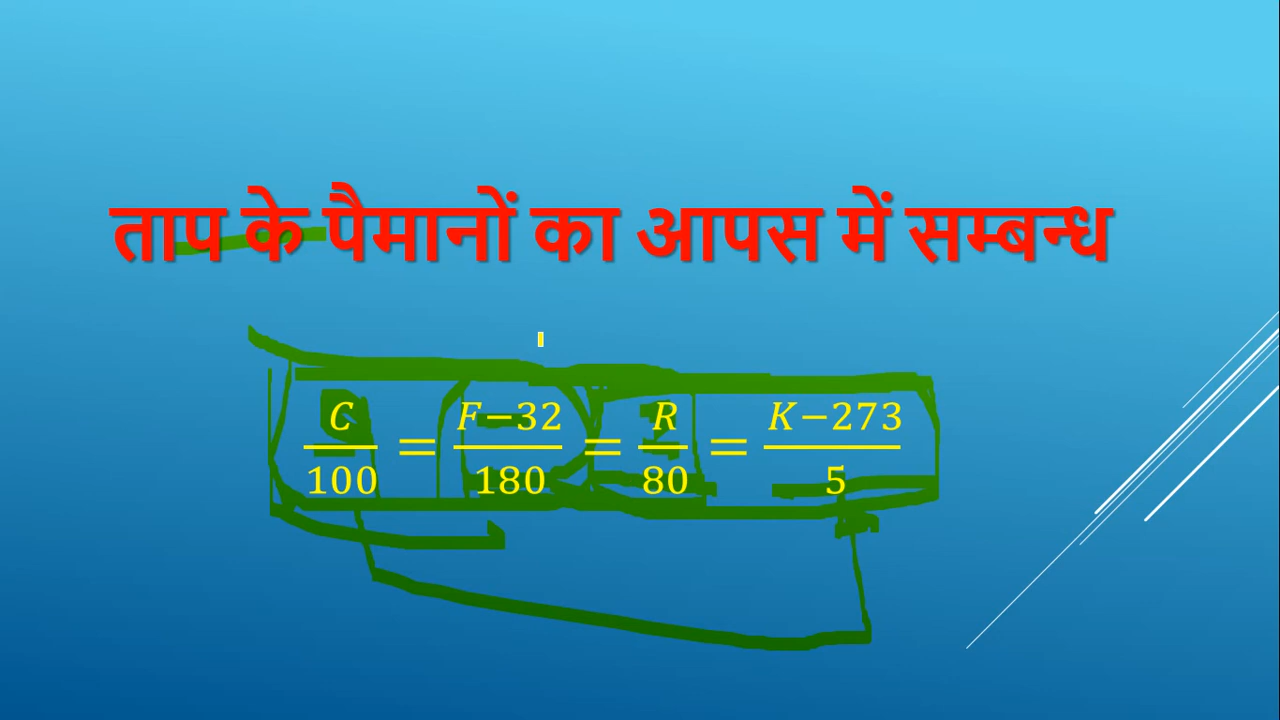 ताप के पैमानों का आपस में सम्बन्ध
C/100 = F−32/180 = R/80 = K−273/5